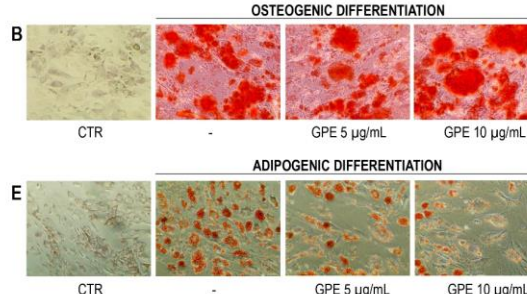 OSTEOGENIC DIFFERENTIATION
B
CTR - GPE 5 µg/mL GPE 10 µg/mL
ADIPOGENIC DIFFERENTIATION
E
CTR - GPE 5 µg/mL GPE 10 µg/mL